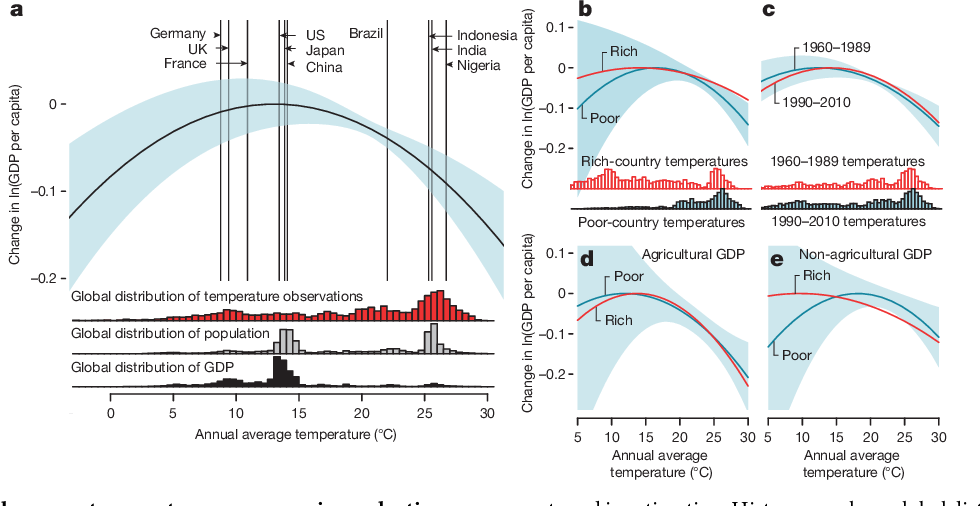 a
Germany
UK
France
US
Japan
China
Brazil
Indonesia
India
Nigeria
Change in ln(GDP per capita)
0
−0.1
−0.2
Global distribution of temperature observations
Global distribution of population
Global distribution of GDP
0 5 10 15 20 25 30
Annual average temperature (°C)
b
Change in ln(GDP per capita)
0.1
0
−0.1
−0.2
Rich
Poor
Rich-country temperatures
Poor-country temperatures
c
1960–1989
1990–2010
1960–1989 temperatures
1990–2010 temperatures
d
Agricultural GDP
Change in ln(GDP per capita)
0.1
0
−0.1
−0.2
Poor
Rich
5 10 15 20 25 30
Annual average
temperature (°C)
e
Non-agricultural GDP
Rich
Poor
5 10 15 20 25 30
Annual average
temperature (°C)